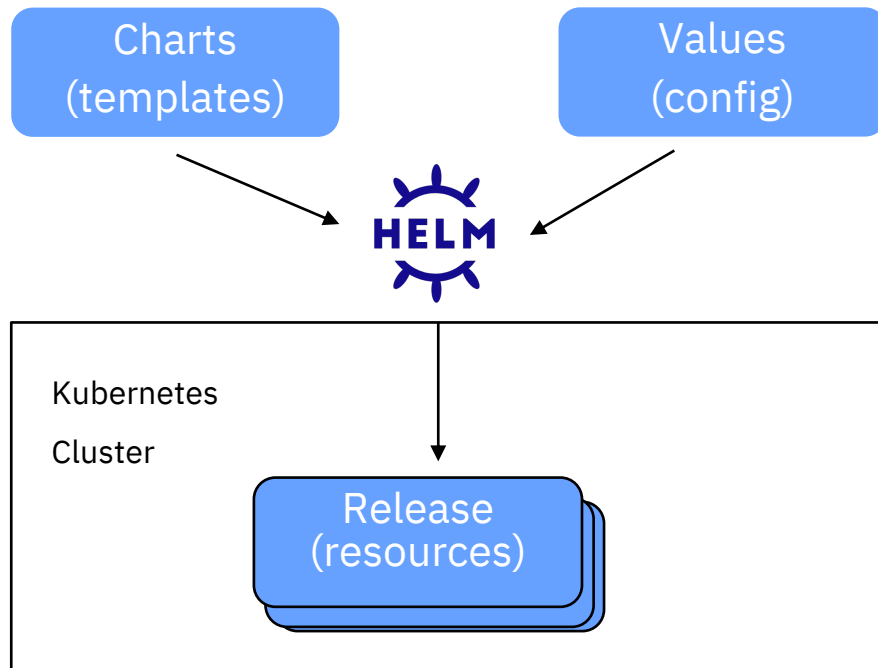 Charts
(templates)
Values
(config)
HELM
Kubernetes
Cluster
Release
(resources)